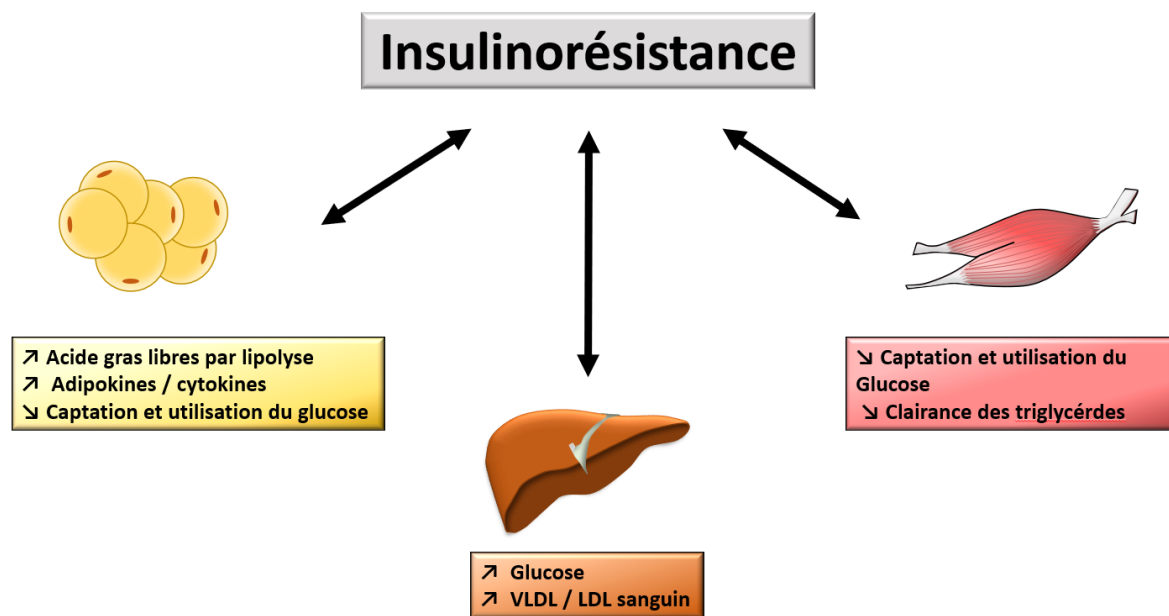 Insulinorésistance
↗ Acide gras libres par lipolyse
↗ Adipokines / cytokines
↘ Captation et utilisation du glucose
↘ Captation et utilisation du
Glucose
↘ Clairance des triglycérdes
↗ Glucose
↗ VLDL / LDL sanguin